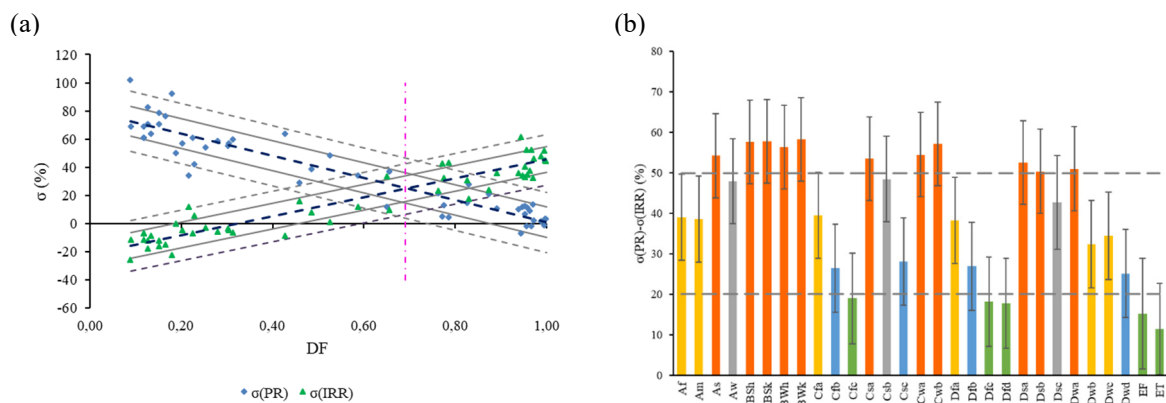 (a)
σ (%)
120
100
80
60
40
20
0
-20
-40
-60
0,00 0,20 0,40 0,60 0,80 1,00
DF
σ(PR) σ(IRR)
(b)
σ(PR)-σ(IRR) (%)
80
70
60
50
40
30
20
10
0
Af Am As Aw BSh BSk BWh BWk Cfa Cfb Cfc Csa Csb Csc Cwa Cwb Dfa Dfb Dfc Dfd Dsa Dsb Dsc Dwa Dwb Dwc Dwd EF ET